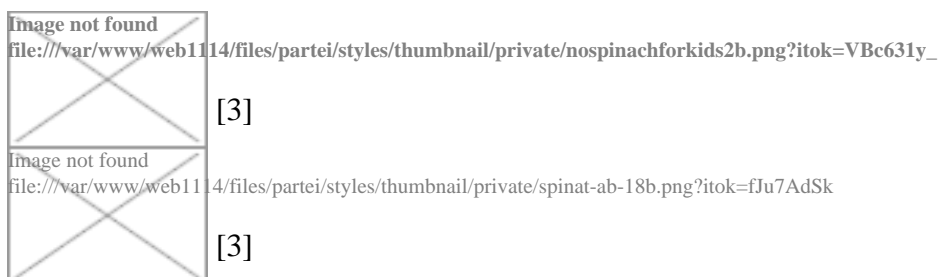 Image not found
file:///var/www/web1114/files/partei/styles/thumbnail/private/nospinachforkids2b.png?itok=VBc631y_
[3]
Image not found
file:///var/www/web1114/files/partei/styles/thumbnail/private/spinat-ab-18b.png?itok=fJu7AdSk
[3]